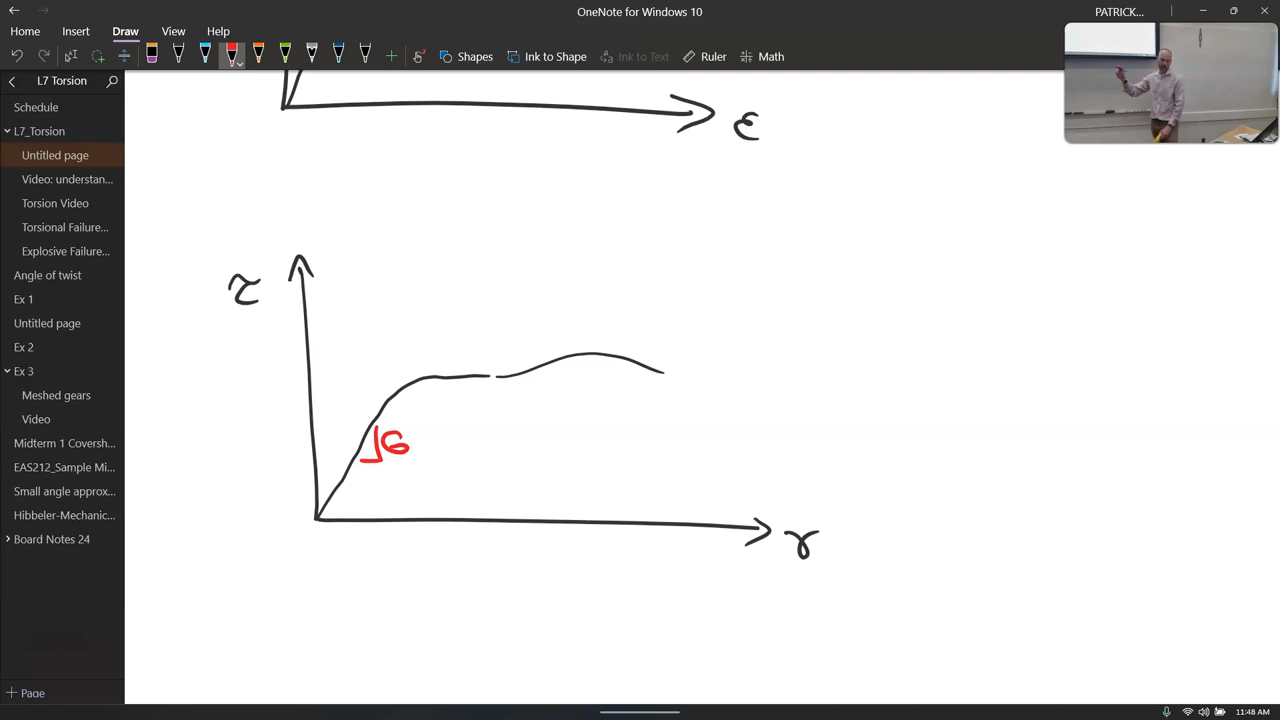 OneNote for Windows 10
PATRICK...
Home
Insert
Draw
View
Help
Shapes
Ink to Shape
Ink to Text
Ruler
Math
L7 Torsion
Schedule
L7_Torsion
Untitled page
Video: understan...
Torsion Video
Torsional Failure...
Explosive Failure...
Angle of twist
Ex 1
Untitled page
Ex 2
Ex 3
Meshed gears
Video
Midterm 1 Coversh...
EAS212_Sample Mi...
Small angle approx...
Hibbeler-Mechanic...
Board Notes 24
Page
ε
τ
G
γ
11:48 AM